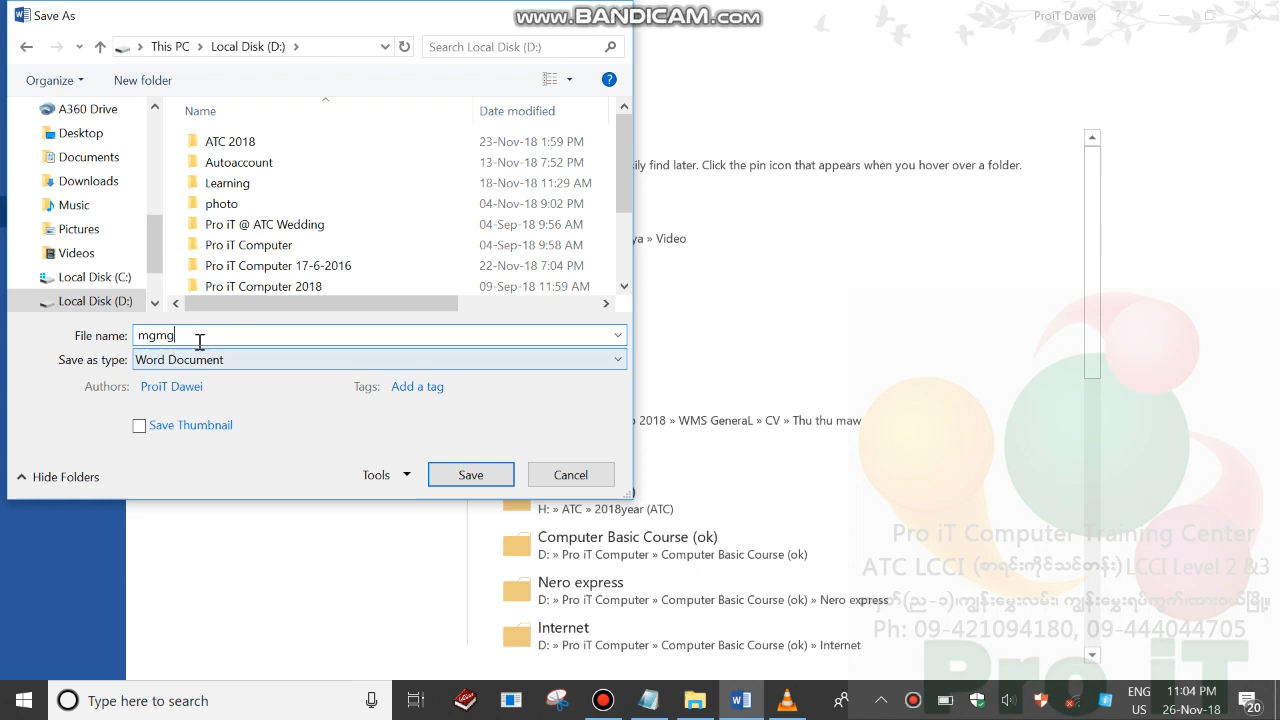 Save As
www.BANDICAM.com
ProiT Dawei
?
This PC
Local Disk (D:)
Search Local Disk (D:)
Organize
New folder
?
Name
Date modified
A360 Drive
Desktop
Documents
Downloads
Music
Pictures
Videos
Local Disk (C:)
Local Disk (D:)
ATC 2018
23-Nov-18 1:59 PM
Autoaccount
13-Nov-18 7:52 PM
Learning
18-Nov-18 11:29 AM
photo
04-Nov-18 9:02 PM
Pro iT @ ATC Wedding
04-Sep-18 9:56 AM
Pro iT Computer
04-Sep-18 9:58 AM
Pro iT Computer 17-6-2016
22-Nov-18 7:04 PM
Pro iT Computer 2018
09-Sep-18 11:59 AM
File name: mgmg
Save as type: Word Document
Authors: ProiT Dawei
Tags: Add a tag
Save Thumbnail
Hide Folders
Tools
Save
Cancel
ily find later. Click the pin icon that appears when you hover over a folder.
ya » Video
2018 » WMS GeneraL » CV » Thu thu maw
H: » ATC » 2018year (ATC)
Computer Basic Course (ok)
D: » Pro iT Computer » Computer Basic Course (ok)
Nero express
D: » Pro iT Computer » Computer Basic Course (ok) » Nero express
Internet
D: » Pro iT Computer » Computer Basic Course (ok) » Internet
Pro iT Computer Training Center
ATC LCCI (စာရင်းကိုင်သင်တန်း) LCCI Level 2 &3
Ph: 09-421094180, 09-444044705
Pro iT
Type here to search
ENG
US
11:04 PM
26-Nov-18
20